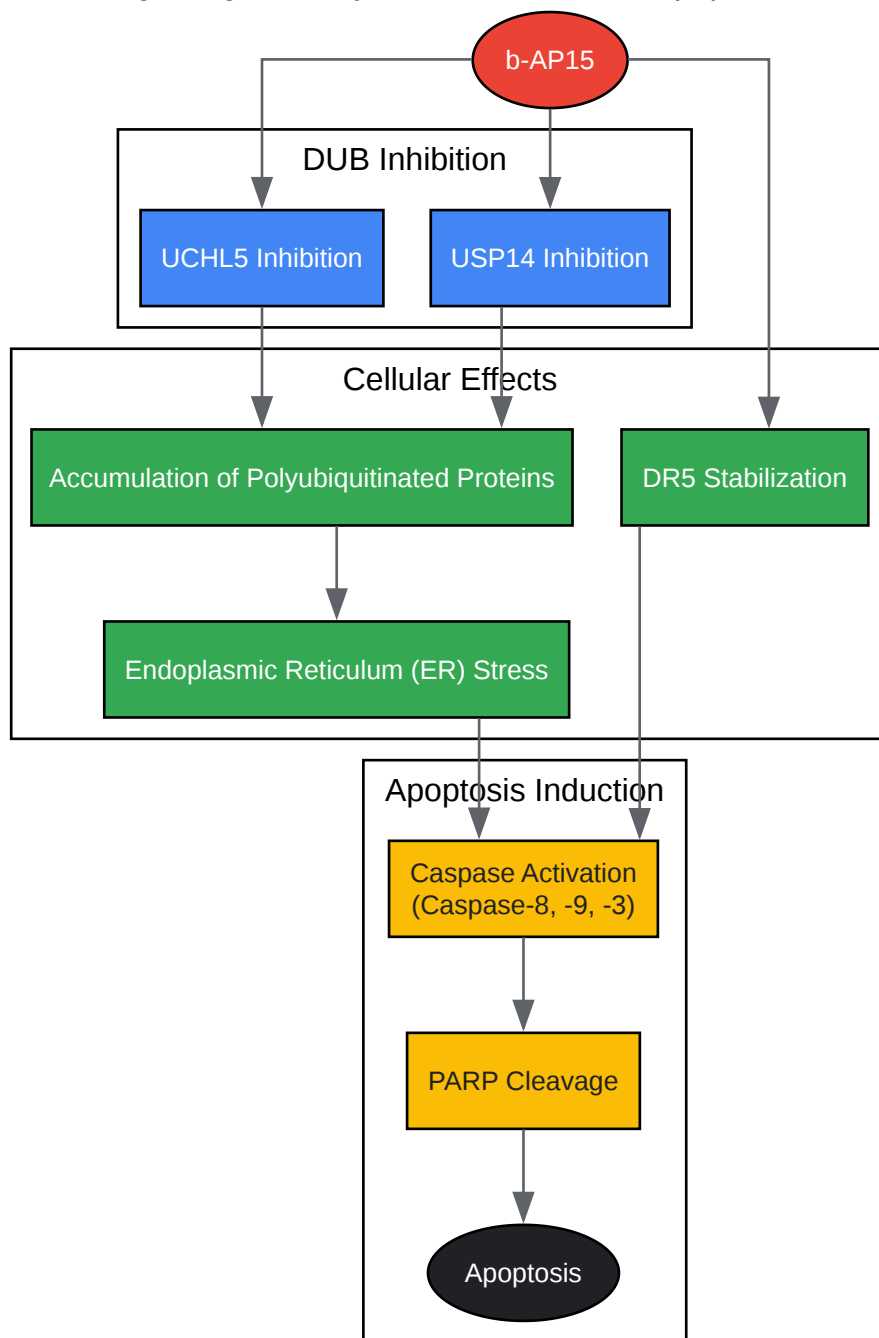 b-AP15
DUB Inhibition
UCHL5 Inhibition
USP14 Inhibition
Cellular Effects
Accumulation of Polyubiquitinated Proteins
DR5 Stabilization
Endoplasmic Reticulum (ER) Stress
Apoptosis Induction
Caspase Activation
(Caspase-8, -9, -3)
PARP Cleavage
Apoptosis